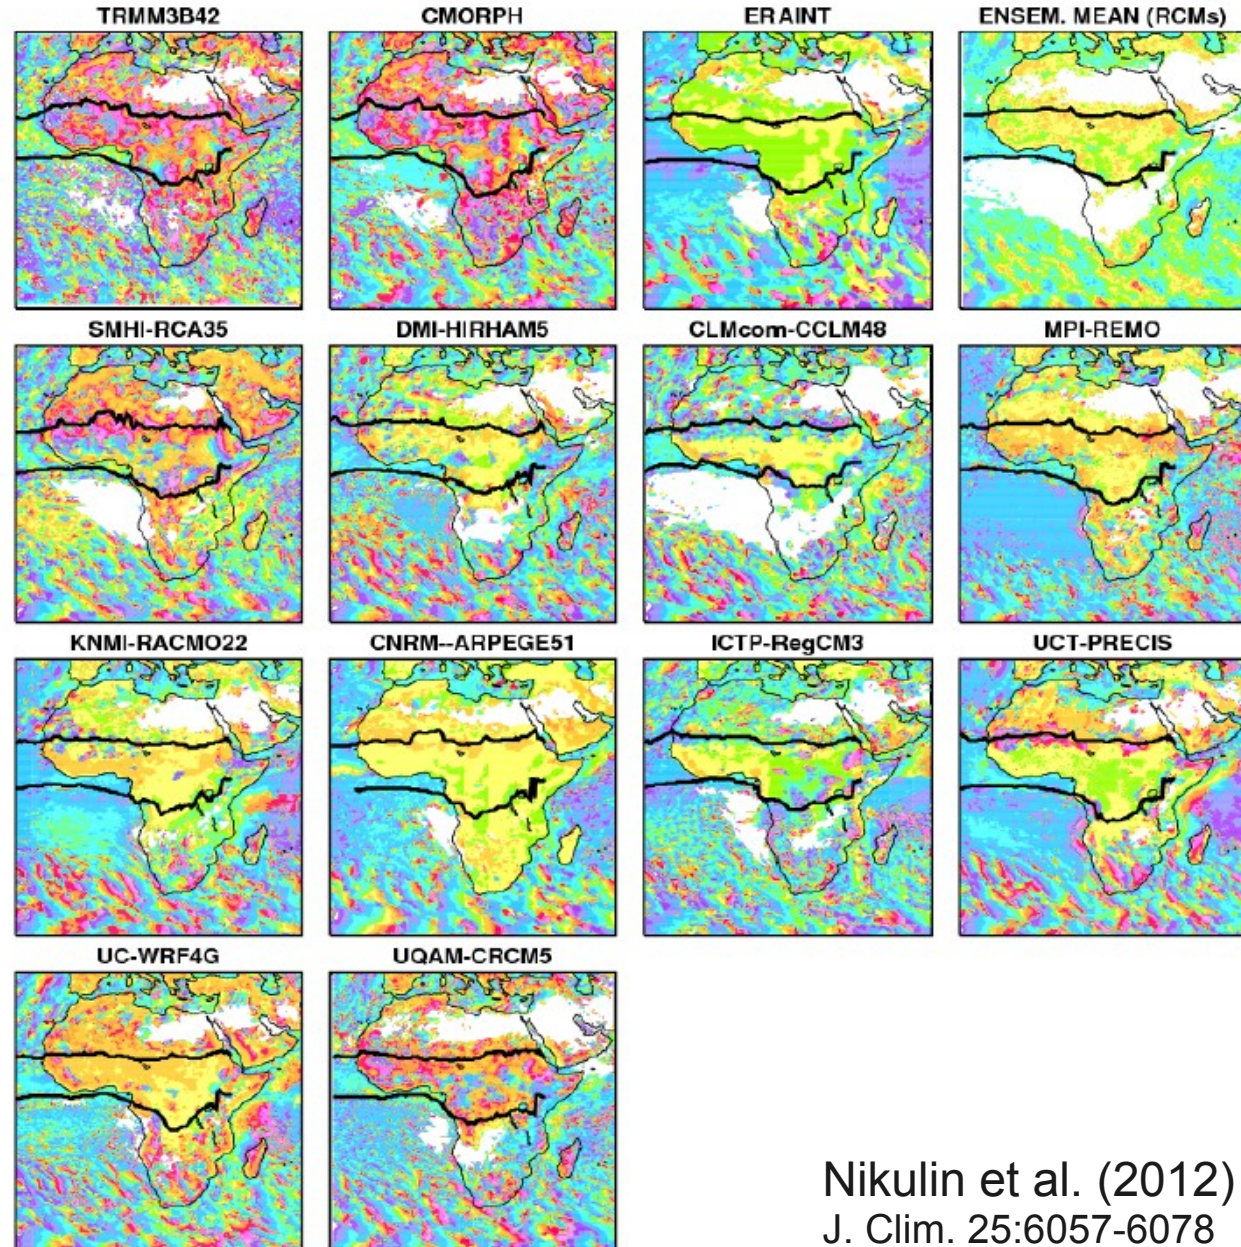 TRMM3B42 CMORPH ERAINT ENSEM. MEAN (RCMs)
SMHI-RCA35 DMI-HIRHAM5 CLMcom-CCLM48 MPI-REMO
KNMI-RACMO22 CNRM--ARPEGE51 ICTP-RegCM3 UCT-PRECIS
UC-WRF4G UQAM-CRCM5
Nikulin et al. (2012)
J. Clim. 25:6057-6078